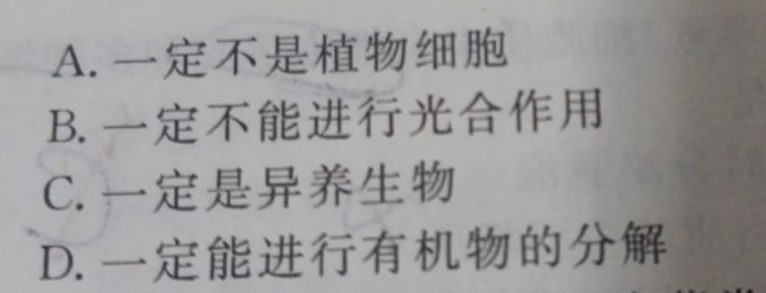 A. 一定不是植物细胞
B. 一定不能进行光合作用
C. 一定是异养生物
D. 一定能进行有机物的分解